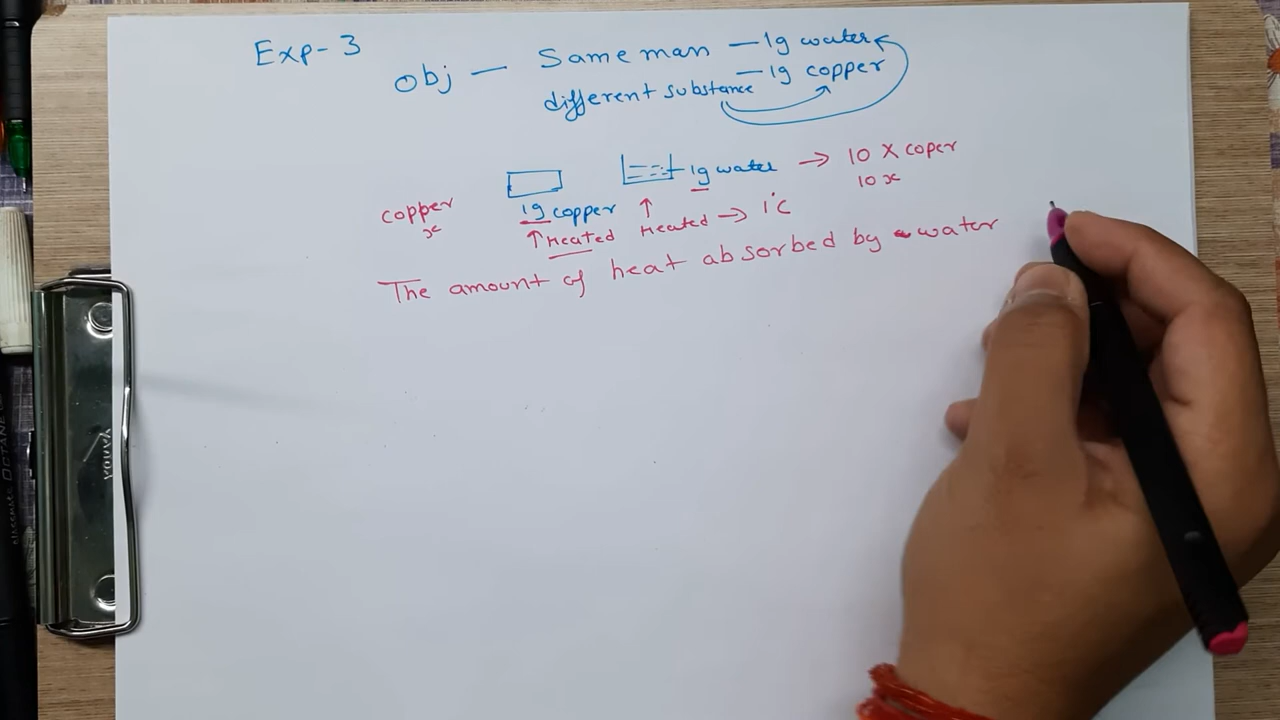 Exp-3
Obj — Same man — 1g water
different substance — 1g copper
1g water → 10 X coper
10 x
copper
x
1g copper
↑ Heated
↑ Heated → 1°C
The amount of heat absorbed by water